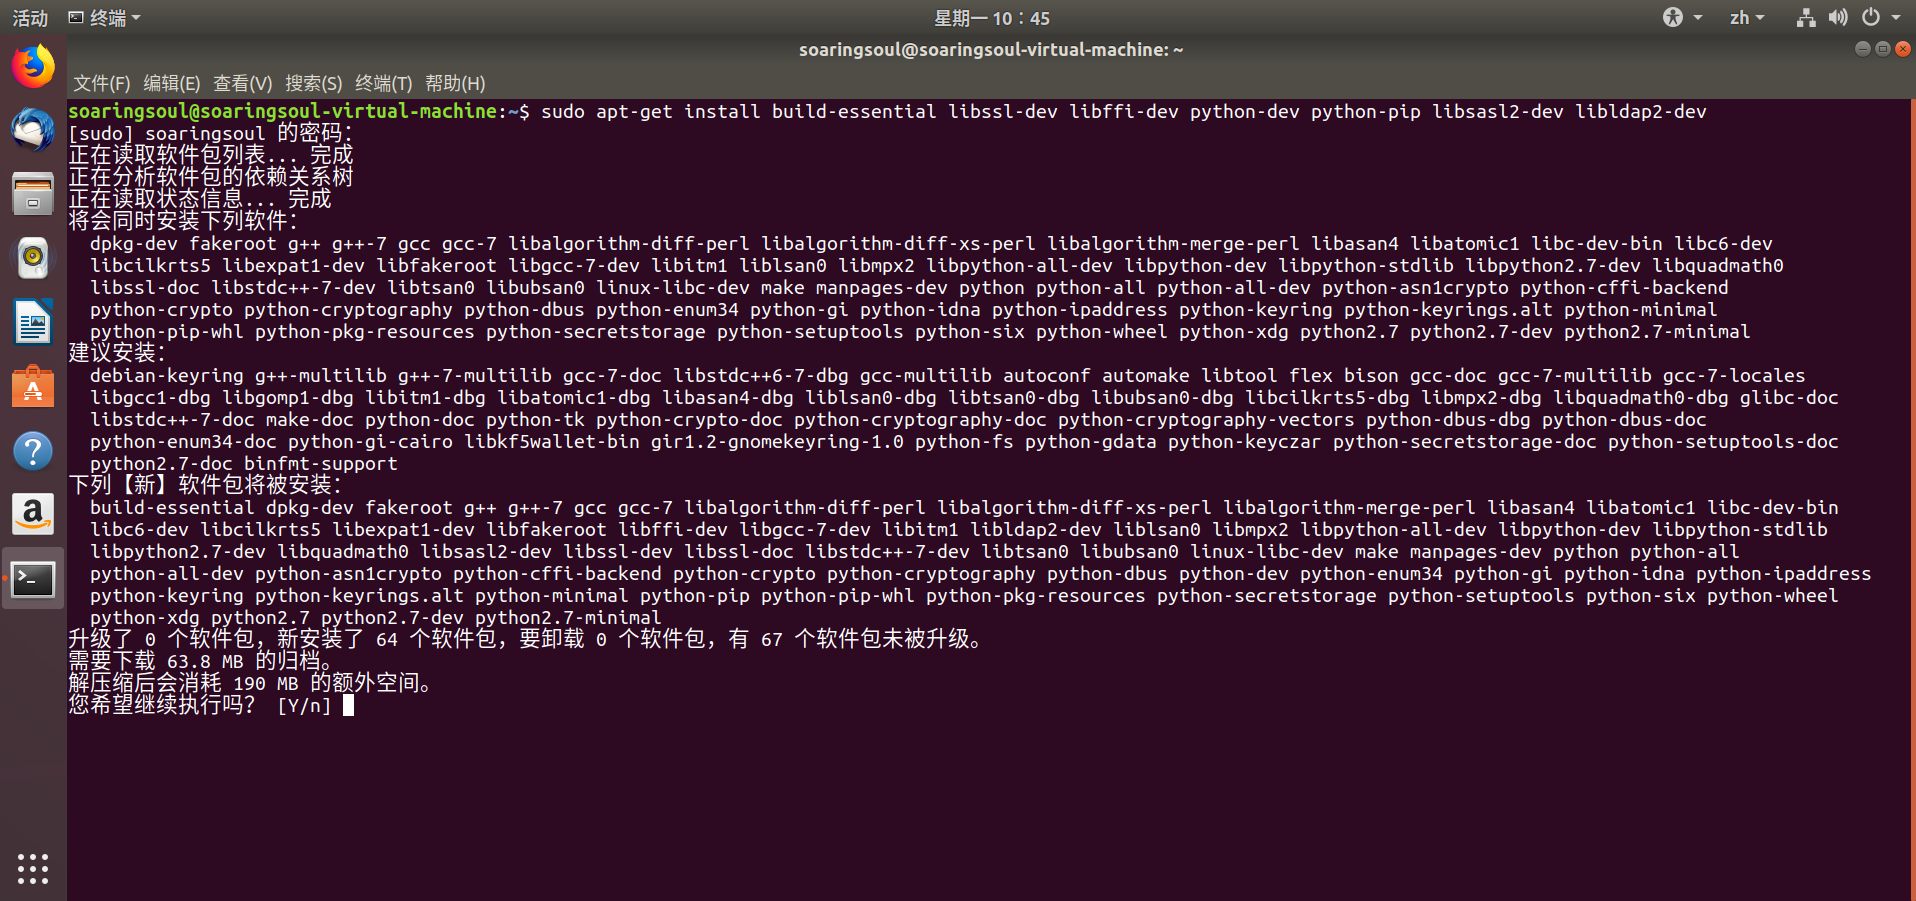 活动 终端 星期一 10：45 zh
soaringsoul@soaringsoul-virtual-machine: ~
文件(F) 编辑(E) 查看(V) 搜索(S) 终端(T) 帮助(H)
soaringsoul@soaringsoul-virtual-machine:~$ sudo apt-get install build-essential libssl-dev libffi-dev python-dev python-pip libsasl2-dev libldap2-dev
[sudo] soaringsoul 的密码：
正在读取软件包列表... 完成
正在分析软件包的依赖关系树
正在读取状态信息... 完成
将会同时安装下列软件：
dpkg-dev fakeroot g++ g++-7 gcc gcc-7 libalgorithm-diff-perl libalgorithm-diff-xs-perl libalgorithm-merge-perl libasan4 libatomic1 libc-dev-bin libc6-dev
libcilkrts5 libexpat1-dev libfakeroot libgcc-7-dev libitm1 liblsan0 libmpx2 libpython-all-dev libpython-dev libpython-stdlib libpython2.7-dev libquadmath0
libssl-doc libstdc++-7-dev libtsan0 libubsan0 linux-libc-dev make manpages-dev python python-all python-all-dev python-asn1crypto python-cffi-backend
python-crypto python-cryptography python-dbus python-enum34 python-gi python-idna python-ipaddress python-keyring python-keyrings.alt python-minimal
python-pip-whl python-pkg-resources python-secretstorage python-setuptools python-six python-wheel python-xdg python2.7 python2.7-dev python2.7-minimal
建议安装：
debian-keyring g++-multilib g++-7-multilib gcc-7-doc libstdc++6-7-dbg gcc-multilib autoconf automake libtool flex bison gcc-doc gcc-7-multilib gcc-7-locales
libgcc1-dbg libgomp1-dbg libitm1-dbg libatomic1-dbg libasan4-dbg liblsan0-dbg libtsan0-dbg libubsan0-dbg libcilkrts5-dbg libmpx2-dbg libquadmath0-dbg glibc-doc
libstdc++-7-doc make-doc python-doc python-tk python-crypto-doc python-cryptography-doc python-cryptography-vectors python-dbus-dbg python-dbus-doc
python-enum34-doc python-gi-cairo libkf5wallet-bin gir1.2-gnomekeyring-1.0 python-fs python-gdata python-keyczar python-secretstorage-doc python-setuptools-doc
python2.7-doc binfmt-support
下列【新】软件包将被安装：
build-essential dpkg-dev fakeroot g++ g++-7 gcc gcc-7 libalgorithm-diff-perl libalgorithm-diff-xs-perl libalgorithm-merge-perl libasan4 libatomic1 libc-dev-bin
libc6-dev libcilkrts5 libexpat1-dev libfakeroot libffi-dev libgcc-7-dev libitm1 libldap2-dev liblsan0 libmpx2 libpython-all-dev libpython-dev libpython-stdlib
libpython2.7-dev libquadmath0 libsasl2-dev libssl-dev libssl-doc libstdc++-7-dev libtsan0 libubsan0 linux-libc-dev make manpages-dev python python-all
python-all-dev python-asn1crypto python-cffi-backend python-crypto python-cryptography python-dbus python-dev python-enum34 python-gi python-idna python-ipaddress
python-keyring python-keyrings.alt python-minimal python-pip python-pip-whl python-pkg-resources python-secretstorage python-setuptools python-six python-wheel
python-xdg python2.7 python2.7-dev python2.7-minimal
升级了 0 个软件包，新安装了 64 个软件包，要卸载 0 个软件包，有 67 个软件包未被升级。
需要下载 63.8 MB 的归档。
解压缩后会消耗 190 MB 的额外空间。
您希望继续执行吗？ [Y/n]